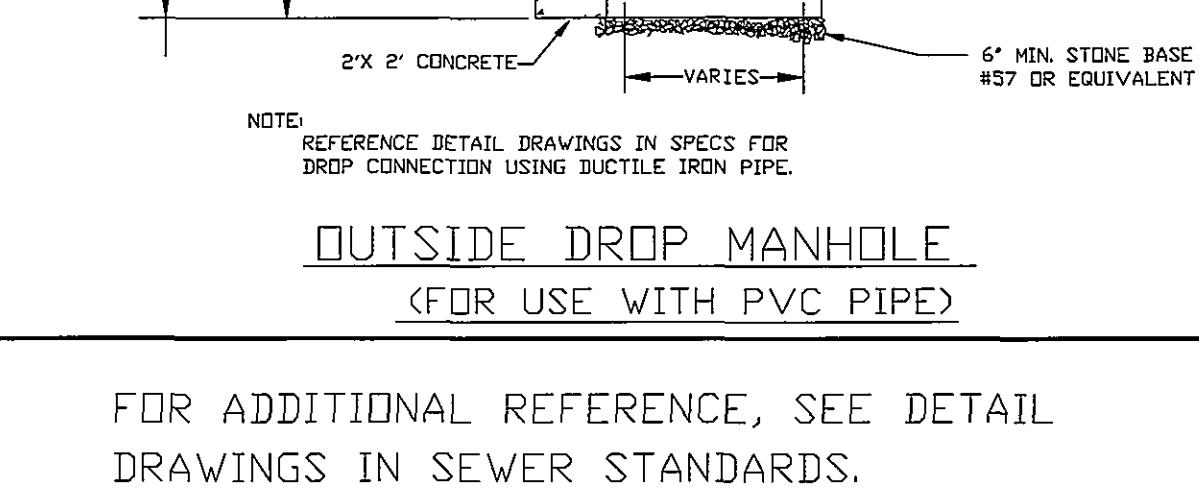 2'X 2' CONCRETE
VARIES
6" MIN. STONE BASE
#57 OR EQUIVALENT
NOTE:
REFERENCE DETAIL DRAWINGS IN SPECS FOR
DROP CONNECTION USING DUCTILE IRON PIPE.
OUTSIDE DROP MANHOLE
(FOR USE WITH PVC PIPE)
FOR ADDITIONAL REFERENCE, SEE DETAIL
DRAWINGS IN SEWER STANDARDS.